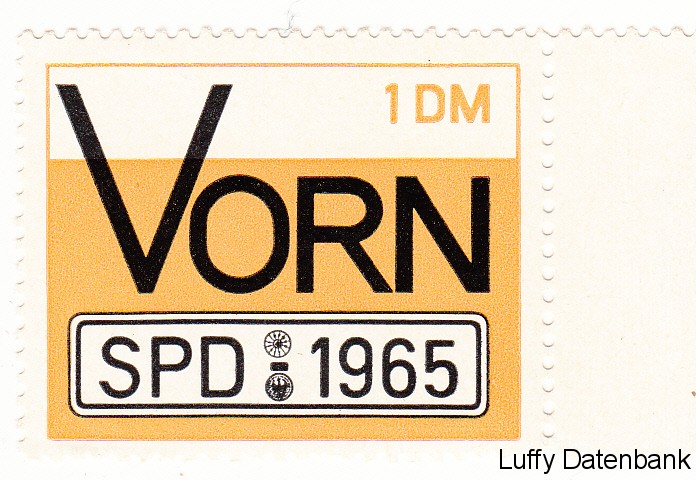 1 DM
VORN
SPD 1965
Luffy Datenbank